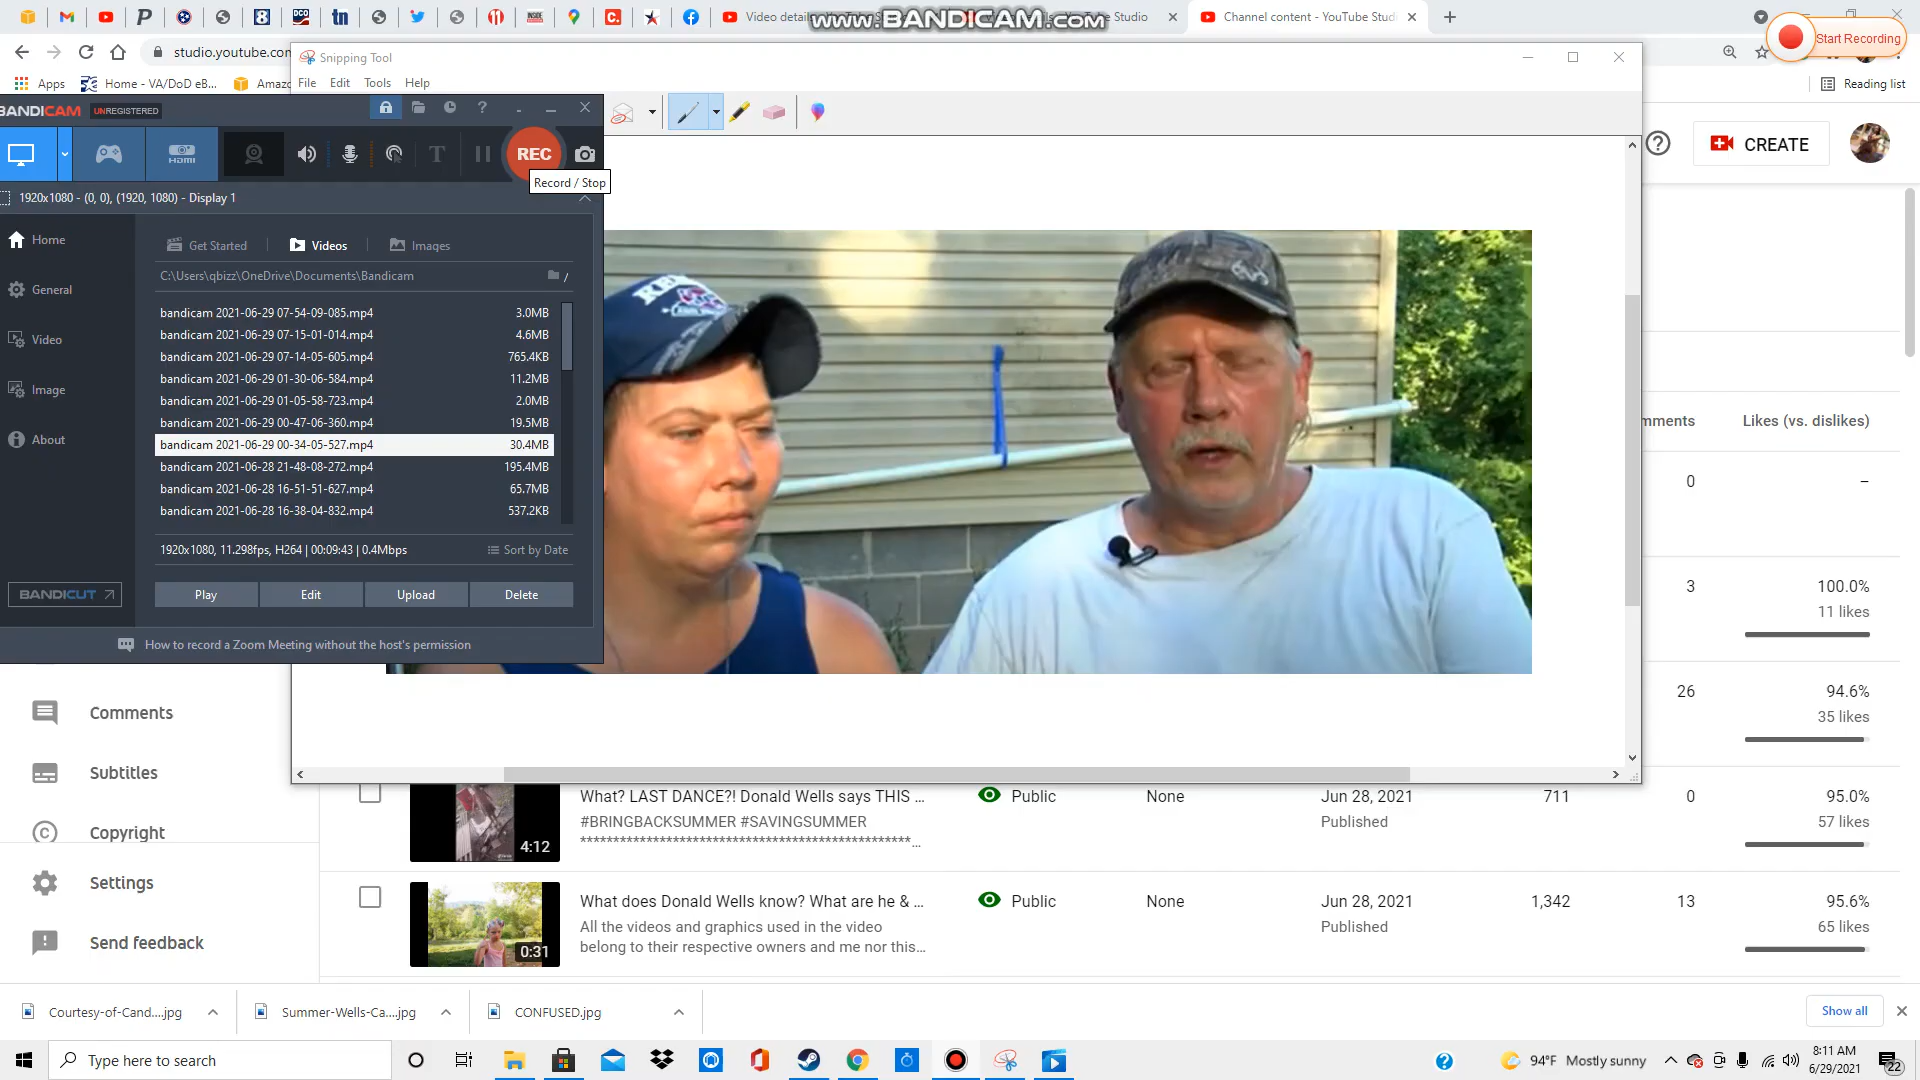 Video details - YouTube S
www.BANDICAM.com
YouTube Studio
Channel content - YouTube Stud
Start Recording
studio.youtube.com
Snipping Tool
Apps
Home - VA/DoD eB...
Amazo
File
Edit
Tools
Help
Reading list
BANDICAM
UNREGISTERED
HDMI
REC
CREATE
Record / Stop
1920x1080 - (0, 0), (1920, 1080) - Display 1
Home
General
Video
Image
About
Get Started
Videos
Images
C:\Users\qbizz\OneDrive\Documents\Bandicam
bandicam 2021-06-29 07-54-09-085.mp4 3.0MB
bandicam 2021-06-29 07-15-01-014.mp4 4.6MB
bandicam 2021-06-29 07-14-05-605.mp4 765.4KB
bandicam 2021-06-29 01-30-06-584.mp4 11.2MB
bandicam 2021-06-29 01-05-58-723.mp4 2.0MB
bandicam 2021-06-29 00-47-06-360.mp4 19.5MB
bandicam 2021-06-29 00-34-05-527.mp4 30.4MB
bandicam 2021-06-28 21-48-08-272.mp4 195.4MB
bandicam 2021-06-28 16-51-51-627.mp4 65.7MB
bandicam 2021-06-28 16-38-04-832.mp4 537.2KB
1920x1080, 11.298fps, H264 | 00:09:43 | 0.4Mbps
Sort by Date
BANDICUT
Play
Edit
Upload
Delete
How to record a Zoom Meeting without the host's permission
mments
Likes (vs. dislikes)
0 –
3 100.0%
11 likes
26 94.6%
35 likes
Comments
Subtitles
Copyright
Settings
Send feedback
4:12
What? LAST DANCE?! Donald Wells says THIS ...
#BRINGBACKSUMMER #SAVINGSUMMER
Public
None
Jun 28, 2021
Published
711
0
95.0%
57 likes
0:31
What does Donald Wells know? What are he & ...
All the videos and graphics used in the video
belong to their respective owners and me nor this...
Public
None
Jun 28, 2021
Published
1,342
13
95.6%
65 likes
Courtesy-of-Cand....jpg
Summer-Wells-Ca....jpg
CONFUSED.jpg
Show all
Type here to search
94°F Mostly sunny
8:11 AM
6/29/2021
22